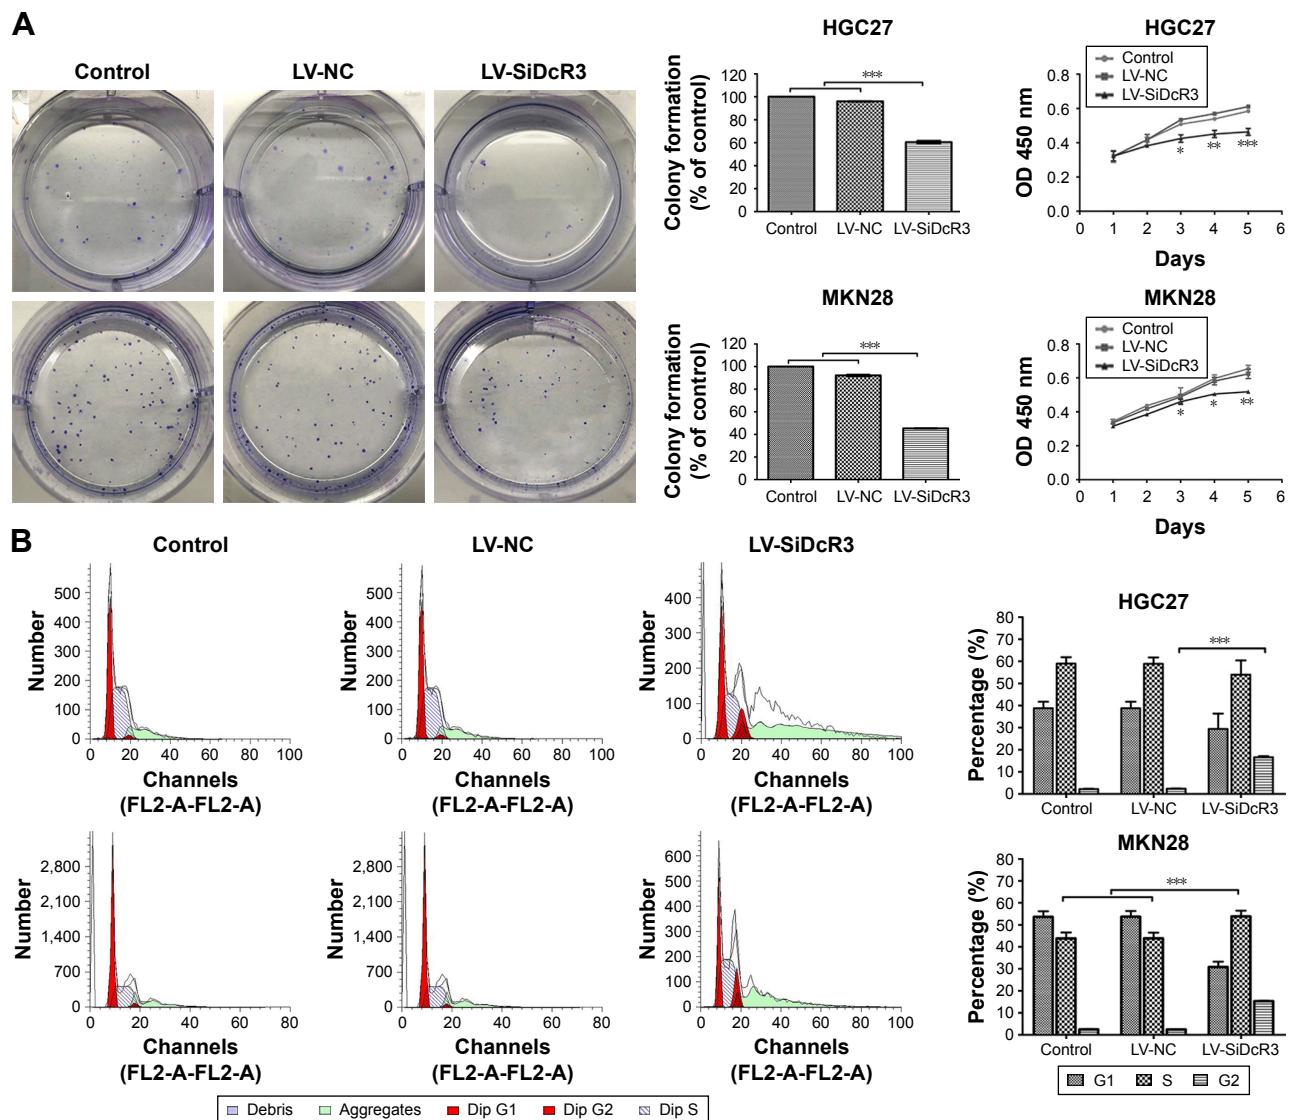 A
Control
LV-NC
LV-SiDcR3
HGC27
Colony formation
(% of control)
120
100
80
60
40
20
0
***
Control
LV-NC
LV-SiDcR3
HGC27
Control
LV-NC
LV-SiDcR3
OD 450 nm
0.8
0.6
0.4
0.2
0.0
*
**
***
0 1 2 3 4 5 6
Days
MKN28
Colony formation
(% of control)
120
100
80
60
40
20
0
***
Control
LV-NC
LV-SiDcR3
MKN28
Control
LV-NC
LV-SiDcR3
OD 450 nm
0.8
0.6
0.4
0.2
0.0
*
*
**
0 1 2 3 4 5 6
Days
B
Control
Number
500
400
300
200
100
0
0 20 40 60 80 100
Channels
(FL2-A-FL2-A)
LV-NC
Number
500
400
300
200
100
0
0 20 40 60 80 100
Channels
(FL2-A-FL2-A)
LV-SiDcR3
Number
400
300
200
100
0
0 20 40 60 80 100
Channels
(FL2-A-FL2-A)
HGC27
Percentage (%)
80
70
60
50
40
30
20
10
0
***
Control
LV-NC
LV-SiDcR3
Number
2,800
2,100
1,400
700
0
0 20 40 60 80
Channels
(FL2-A-FL2-A)
Number
2,800
2,100
1,400
700
0
0 20 40 60 80
Channels
(FL2-A-FL2-A)
Number
600
500
400
300
200
100
0
0 20 40 60 80 100
Channels
(FL2-A-FL2-A)
MKN28
Percentage (%)
80
70
60
50
40
30
20
10
0
***
Control
LV-NC
LV-SiDcR3
G1 S G2
Debris Aggregates Dip G1 Dip G2 Dip S